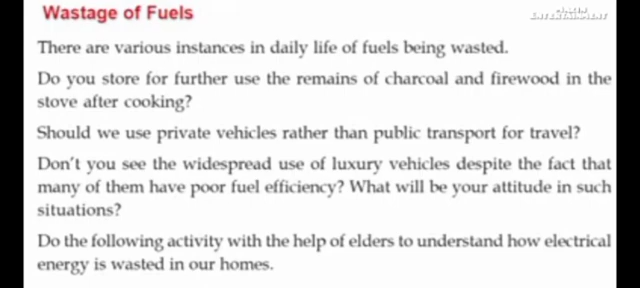 Wastage of Fuels
There are various instances in daily life of fuels being wasted.
Do you store for further use the remains of charcoal and firewood in the
stove after cooking?
Should we use private vehicles rather than public transport for travel?
Don't you see the widespread use of luxury vehicles despite the fact that
many of them have poor fuel efficiency? What will be your attitude in such
situations?
Do the following activity with the help of elders to understand how electrical
energy is wasted in our homes.
ENTERTAINMENT